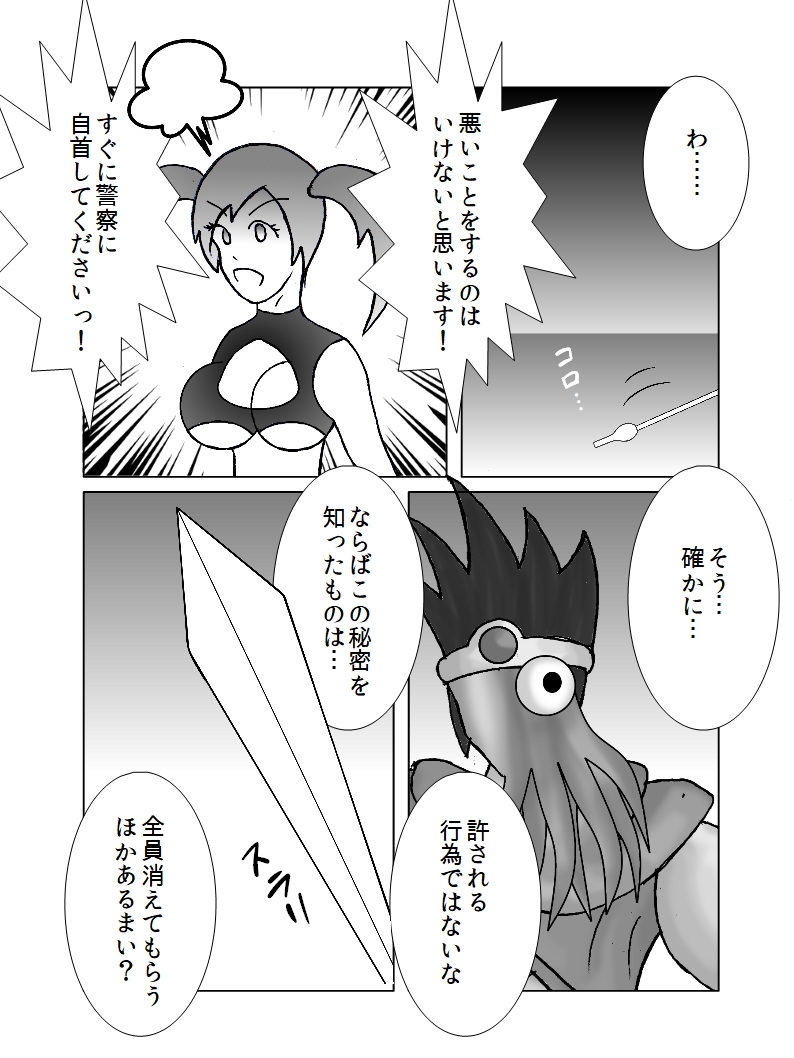 わ……
コロ…
悪いことをするのは
いけないと思います！
すぐに警察に
自首してくださいっ！
そう…
確かに…
許される
行為ではないな
ならばこの秘密を
知ったものは…
スラリ
全員消えてもらう
ほかあるまい？